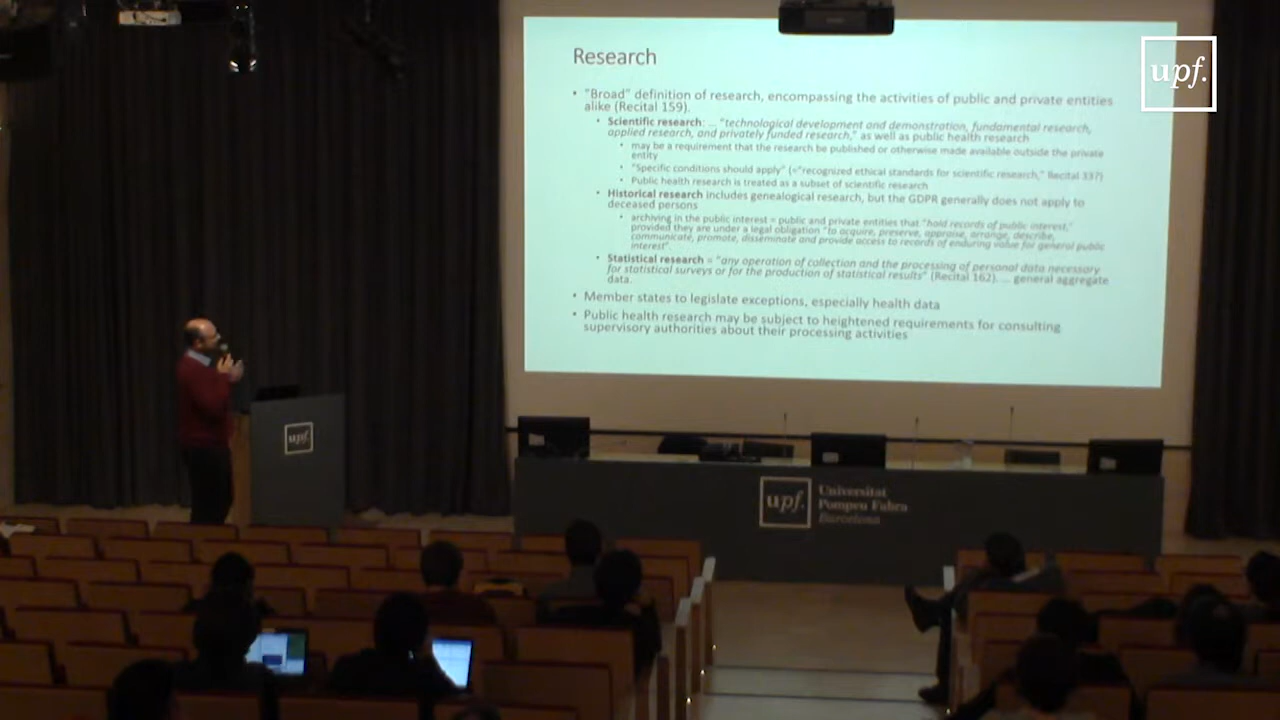 upf.
Research
"Broad" definition of research, encompassing the activities of public and private entities
alike (Recital 159).
Scientific research: ... "technological development and demonstration, fundamental research,
applied research, and privately funded research," as well as public health research
may be a requirement that the research be published or otherwise made available outside the private
entity
"Specific conditions should apply" (="recognized ethical standards for scientific research," Recital 33?)
Public health research is treated as a subset of scientific research
Historical research includes genealogical research, but the GDPR generally does not apply to
deceased persons
archiving in the public interest = public and private entities that "hold records of public interest,"
provided they are under a legal obligation "to acquire, preserve, appraise, arrange, describe,
communicate, promote, disseminate and provide access to records of enduring value for general public
interest".
Statistical research = "any operation of collection and the processing of personal data necessary
for statistical surveys or for the production of statistical results" (Recital 162). ... general aggregate
data.
Member states to legislate exceptions, especially health data
Public health research may be subject to heightened requirements for consulting
supervisory authorities about their processing activities
upf.
upf.
Universitat
Pompeu Fabra
Barcelona